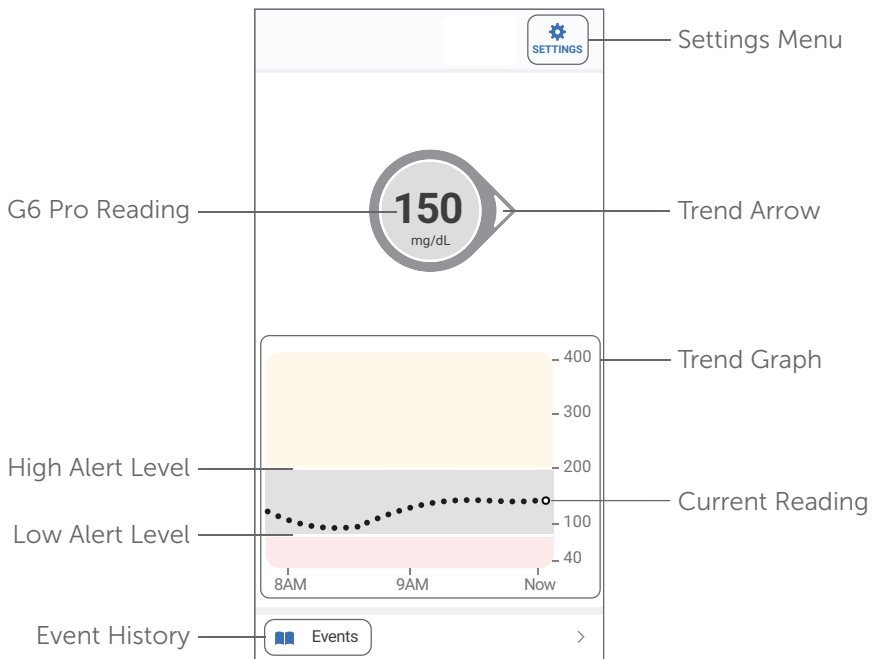 SETTINGS
Settings Menu
G6 Pro Reading
150
mg/dL
Trend Arrow
400
Trend Graph
300
High Alert Level
200
Current Reading
100
Low Alert Level
40
8AM 9AM Now
Event History
Events